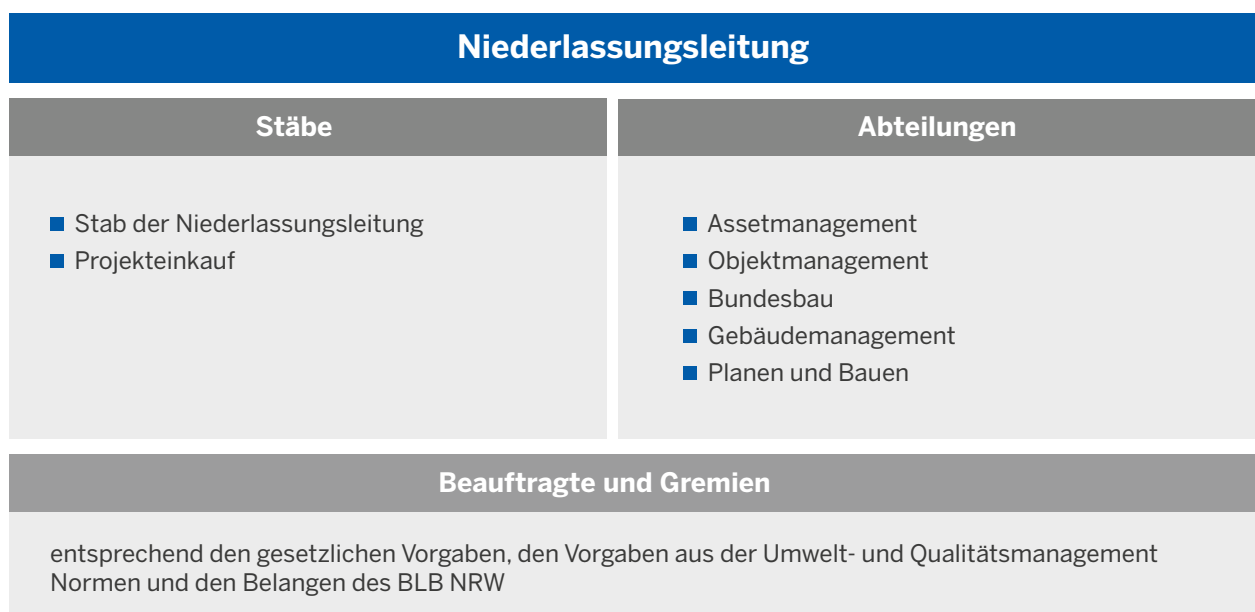 Niederlassungsleitung
Stäbe
Stab der Niederlassungsleitung
Projekteinkauf
Abteilungen
Assetmanagement
Objektmanagement
Bundesbau
Gebäudemanagement
Planen und Bauen
Beauftragte und Gremien
entsprechend den gesetzlichen Vorgaben, den Vorgaben aus der Umwelt- und Qualitätsmanagement
Normen und den Belangen des BLB NRW